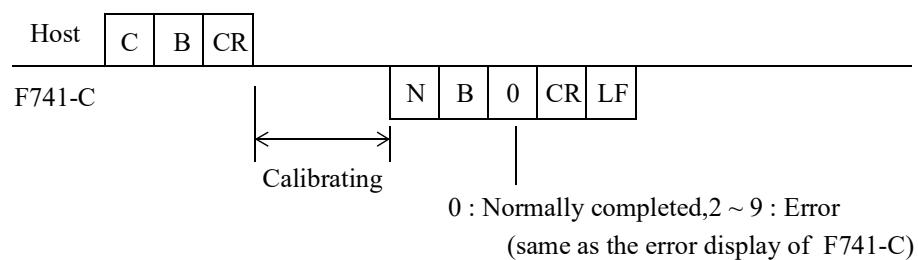 Host C B CR
F741-C N B 0 CR LF
Calibrating
0 : Normally completed,2 ~ 9 : Error
(same as the error display of F741-C)